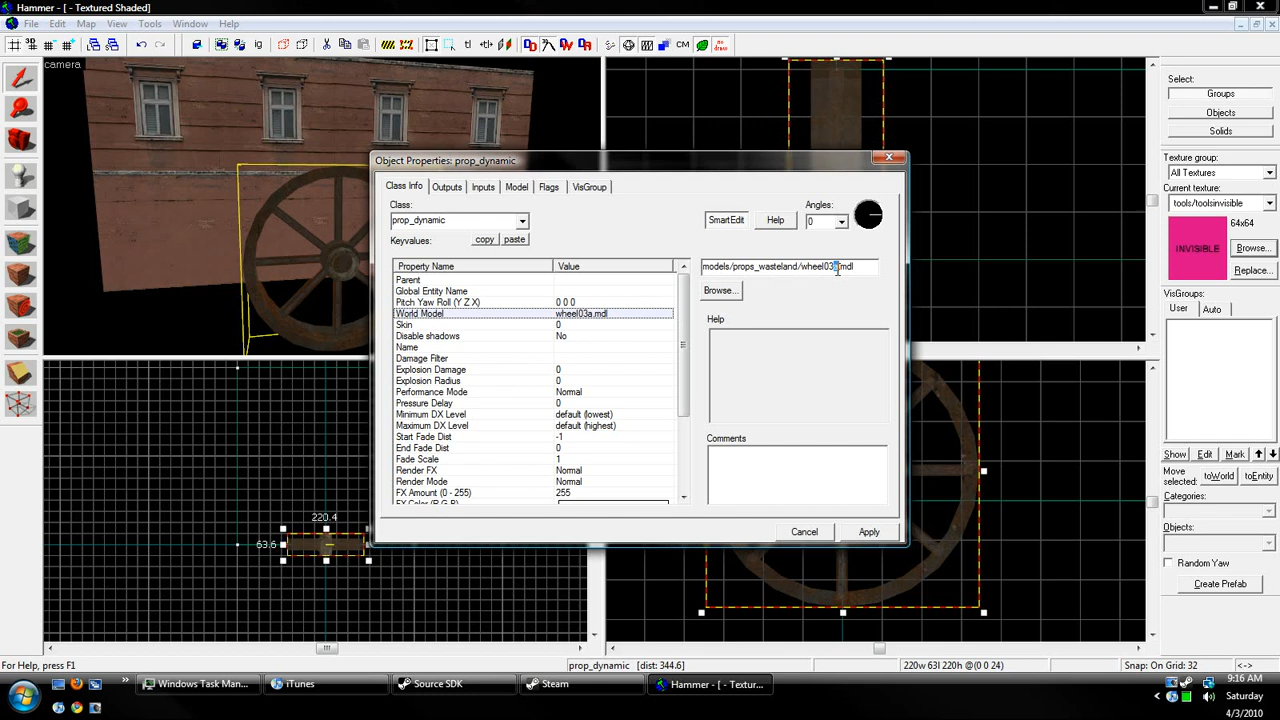 Hammer - [ - Textured Shaded]
File Edit Map View Tools Instancing Window Help
3D
ig
tl
CM
camera
Object Properties: prop_dynamic
Class Info Outputs Inputs Model Flags VisGroup
Class:
prop_dynamic
SmartEdit Help
Angles:
0
Keyvalues: copy paste
Property Name Value
Parent
Global Entity Name
Pitch Yaw Roll (Y Z X) 0 0 0
World Model wheel03a.mdl
Skin 0
Disable shadows No
Name
Damage Filter
Explosion Damage 0
Explosion Radius 0
Performance Mode Normal
Pressure Delay 0
Minimum DX Level default (lowest)
Maximum DX Level default (highest)
Start Fade Dist -1
End Fade Dist 0
Fade Scale 1
Render FX Normal
Render Mode Normal
FX Amount (0 - 255) 255
FX Color (R G B)
models/props_wasteland/wheel03a.mdl
Browse...
Help
Comments
Cancel Apply
220.4
63.6
Select:
Groups
Objects
Solids
Texture group:
All Textures
Current texture:
tools/toolsinvisible
INVISIBLE
64x64
Browse...
Replace...
VisGroups:
User Auto
Show Edit Mark
Move selected: toWorld toEntity
Categories:
Objects:
Random Yaw
Create Prefab
For Help, press F1
prop_dynamic [dist: 344.6]
220w 63l 220h @(0 0 24)
Snap: On Grid: 32
<->
Windows Task Man... iTunes Source SDK Steam Hammer - [ - Textur...
9:16 AM
Saturday
4/3/2010